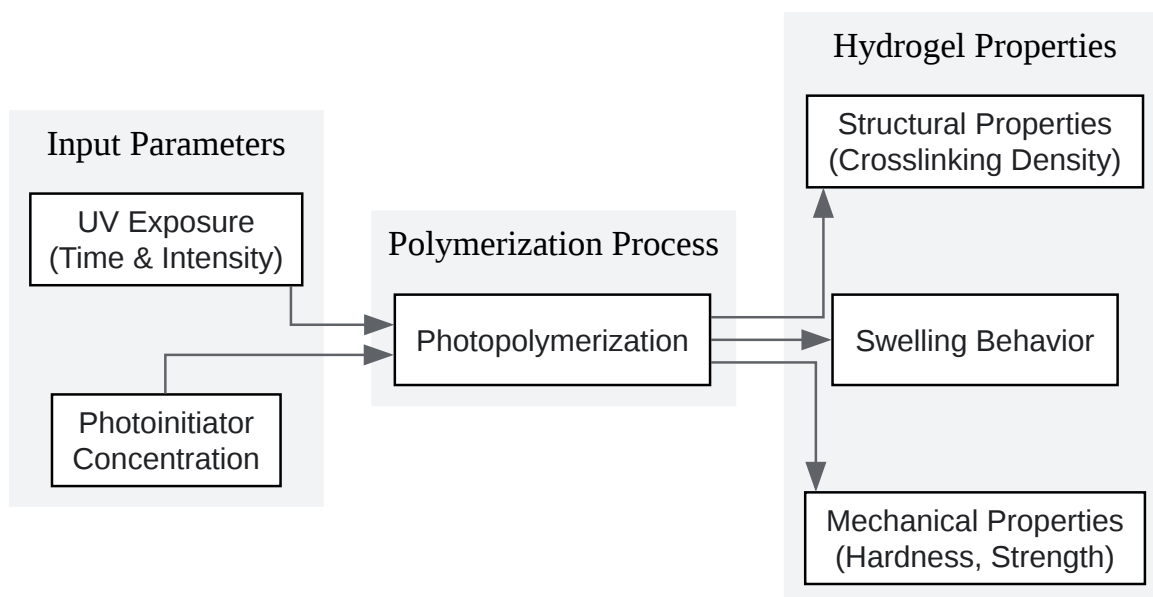 Input Parameters
UV Exposure
(Time & Intensity)
Photoinitiator
Concentration
Polymerization Process
Photopolymerization
Hydrogel Properties
Structural Properties
(Crosslinking Density)
Swelling Behavior
Mechanical Properties
(Hardness, Strength)